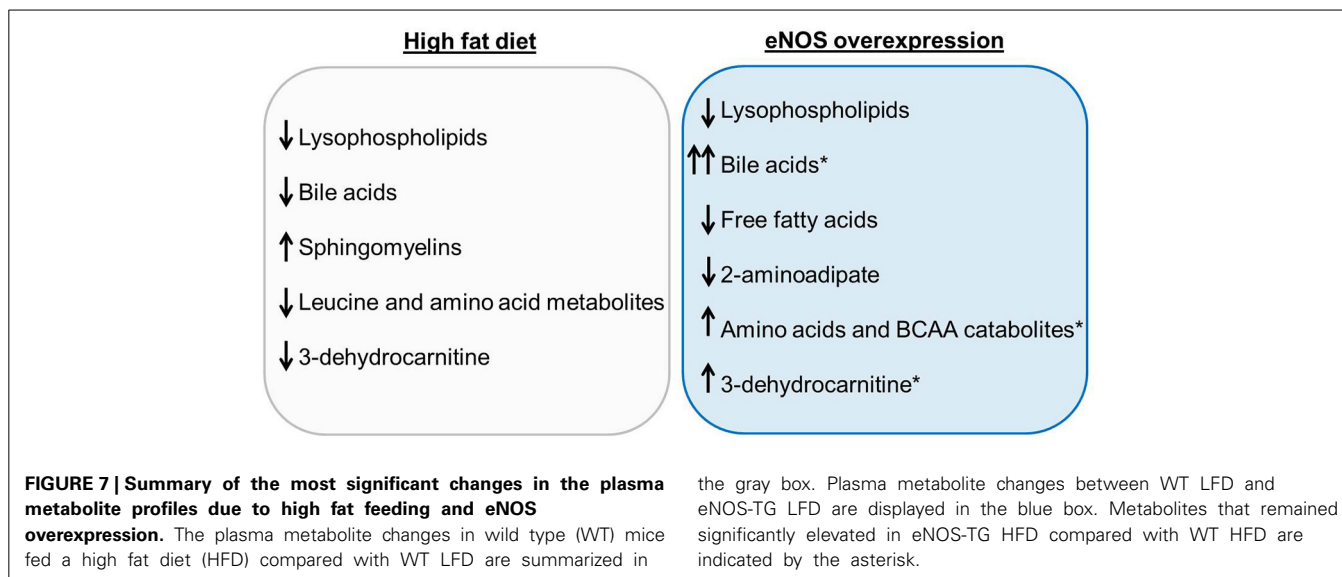 High fat diet
↓ Lysophospholipids
↓ Bile acids
↑ Sphingomyelins
↓ Leucine and amino acid metabolites
↓ 3-dehydrocarnitine
eNOS overexpression
↓ Lysophospholipids
↑↑ Bile acids*
↓ Free fatty acids
↓ 2-aminoadipate
↑ Amino acids and BCAA catabolites*
↑ 3-dehydrocarnitine*
FIGURE 7 | Summary of the most significant changes in the plasma
metabolite profiles due to high fat feeding and eNOS
overexpression. The plasma metabolite changes in wild type (WT) mice
fed a high fat diet (HFD) compared with WT LFD are summarized in
the gray box. Plasma metabolite changes between WT LFD and
eNOS-TG LFD are displayed in the blue box. Metabolites that remained
significantly elevated in eNOS-TG HFD compared with WT HFD are
indicated by the asterisk.